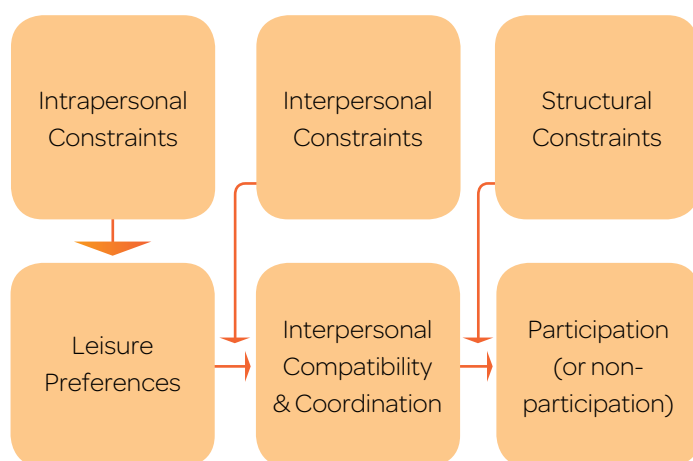 Intrapersonal
Constraints
Interpersonal
Constraints
Structural
Constraints
Leisure
Preferences
Interpersonal
Compatibility
& Coordination
Participation
(or non-
participation)